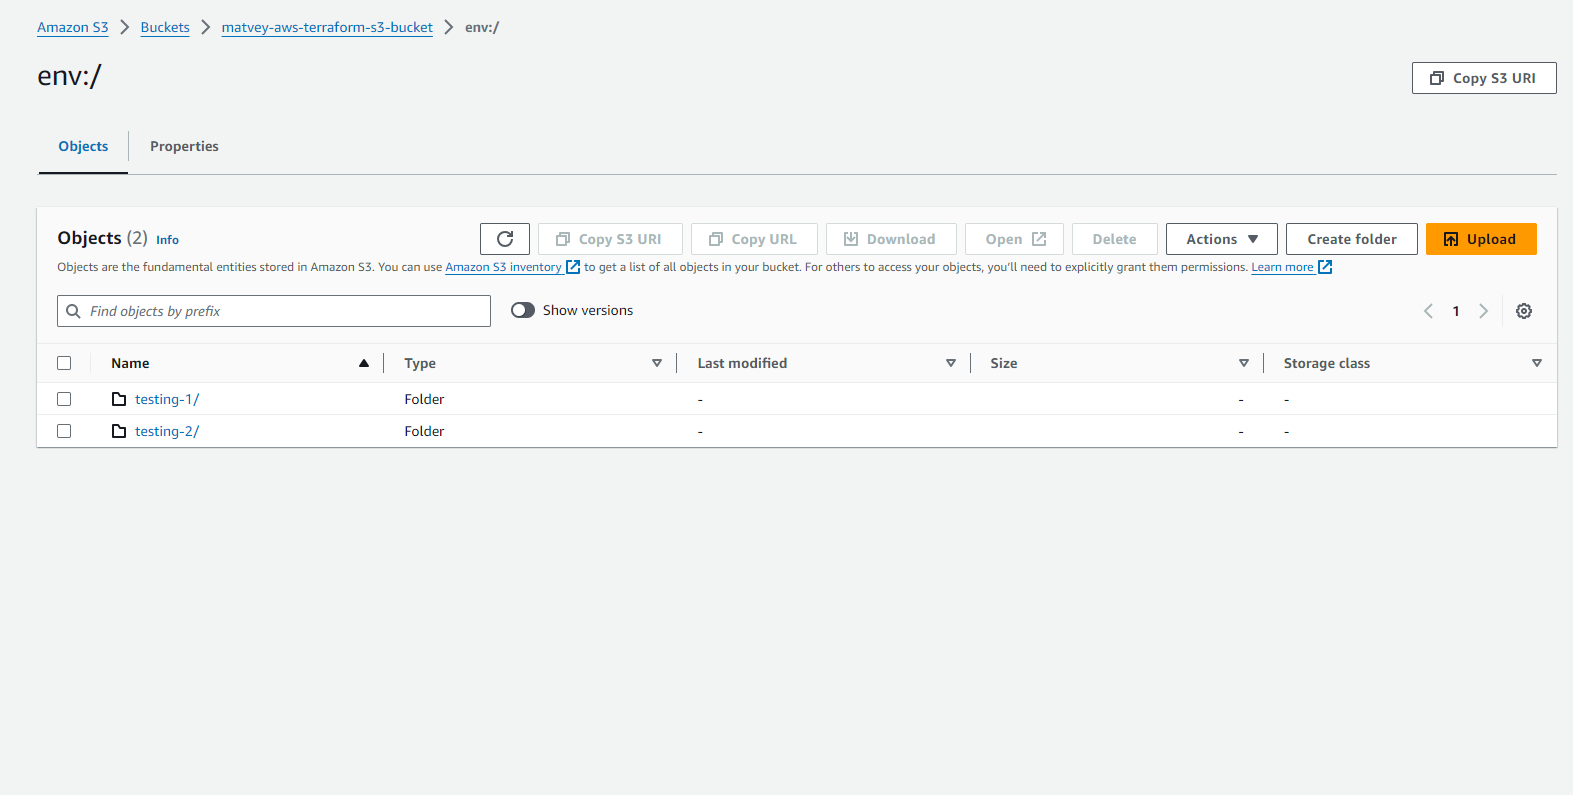 Amazon S3 > Buckets > matvey-aws-terraform-s3-bucket > env:/
env:/
Copy S3 URI
Objects Properties
Objects (2) Info Copy S3 URI Copy URL Download Open Delete Actions Create folder Upload
Objects are the fundamental entities stored in Amazon S3. You can use Amazon S3 inventory to get a list of all objects in your bucket. For others to access your objects, you'll need to explicitly grant them permissions. Learn more
Find objects by prefix Show versions 1
Name Type Last modified Size Storage class
testing-1/ Folder - - -
testing-2/ Folder - - -